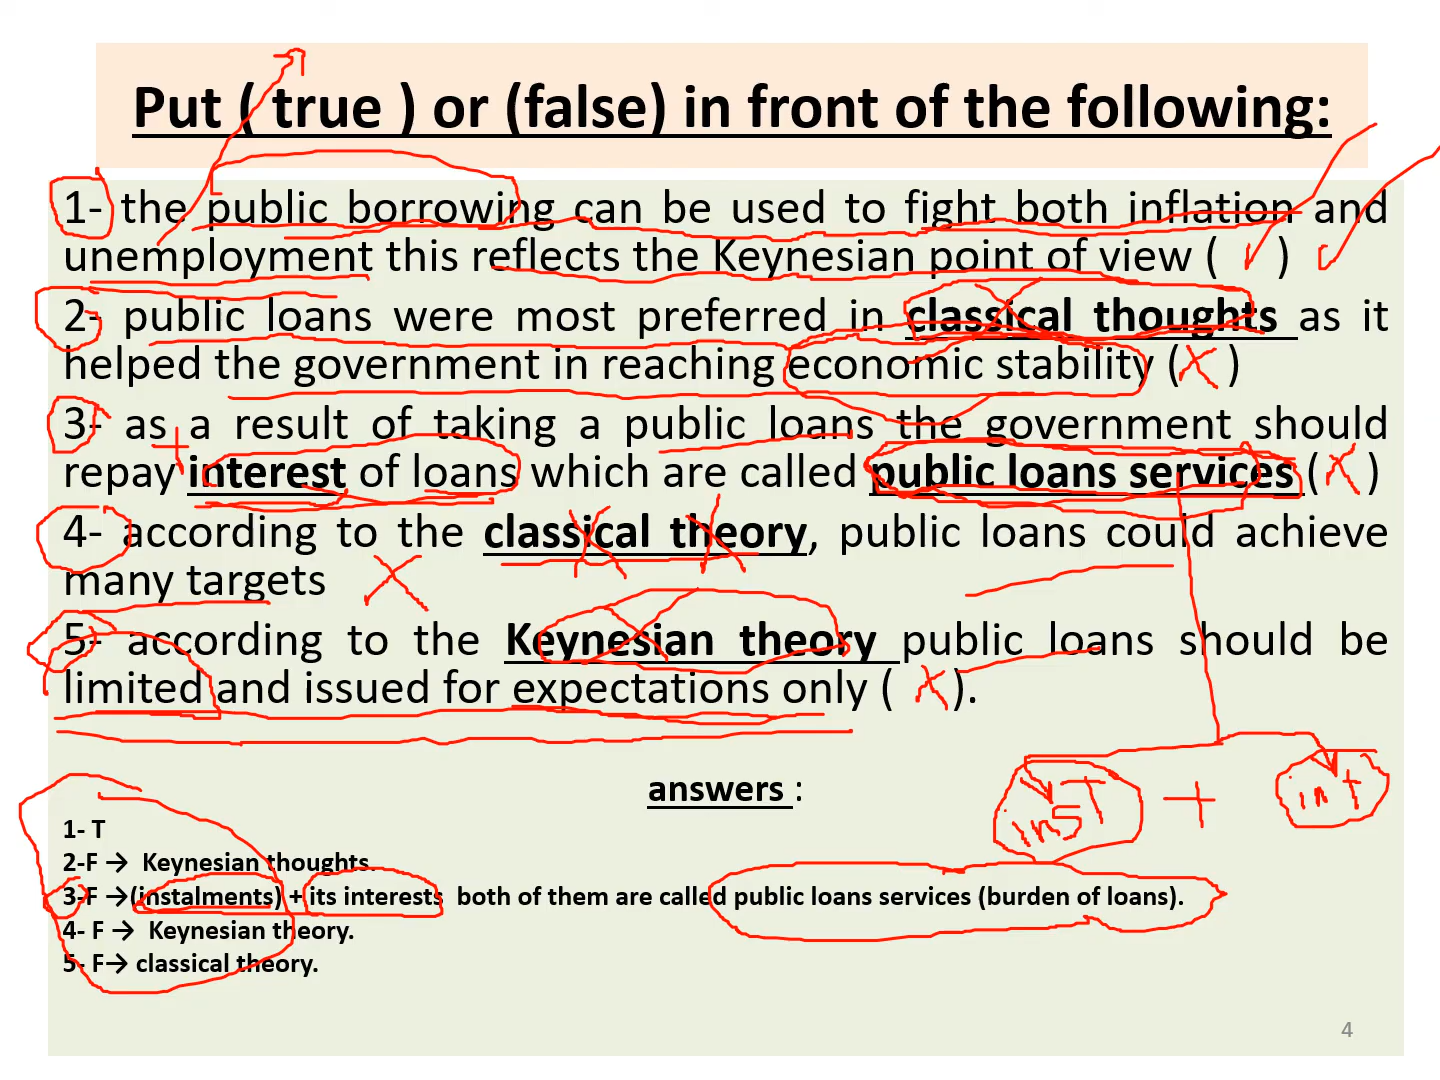 Put ( true ) or (false) in front of the following:
1- the public borrowing can be used to fight both inflation and
unemployment this reflects the Keynesian point of view ( )
2- public loans were most preferred in classical thoughts as it
helped the government in reaching economic stability (X)
3- as a result of taking a public loans the government should
repay + interest of loans which are called public loans services (X)
4- according to the classical theory, public loans could achieve
many targets X
5- according to the Keynesian theory public loans should be
limited and issued for expectations only ( X).
answers :
inST + int
1- T
2-F → Keynesian thoughts.
3-F →(instalments) + its interests both of them are called public loans services (burden of loans).
4- F → Keynesian theory.
5- F→ classical theory.
4